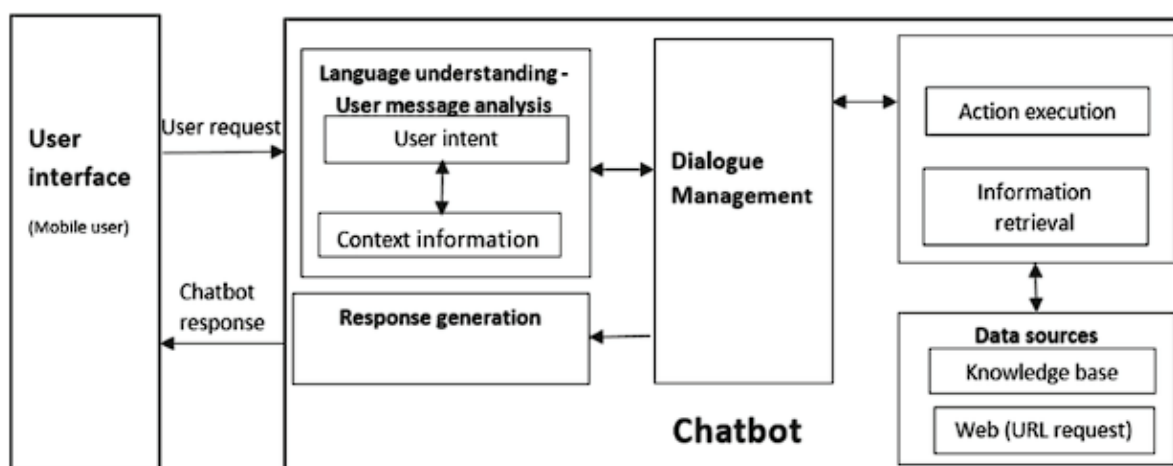 User
interface
(Mobile user)
User request
Chatbot
response
Language understanding -
User message analysis
User intent
Context information
Response generation
Dialogue
Management
Action execution
Information
retrieval
Data sources
Knowledge base
Web (URL request)
Chatbot